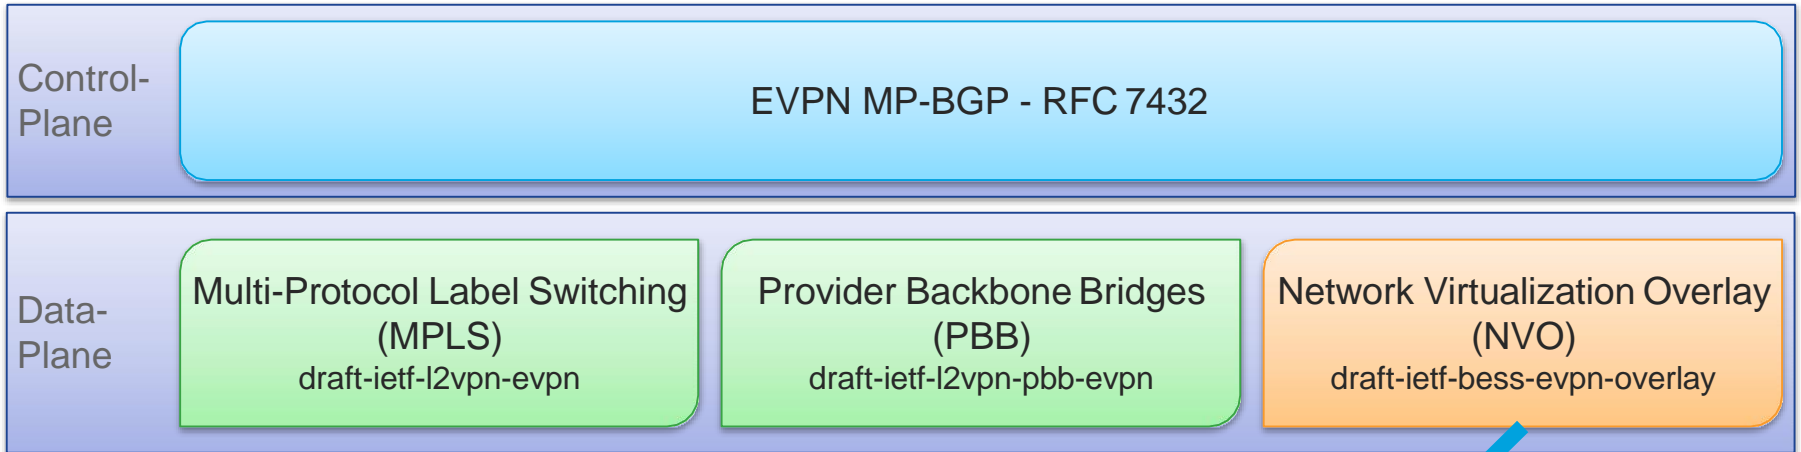 Control-
Plane
EVPN MP-BGP - RFC 7432
Data-
Plane
Multi-Protocol Label Switching
(MPLS)
draft-ietf-l2vpn-evpn
Provider Backbone Bridges
(PBB)
draft-ietf-l2vpn-pbb-evpn
Network Virtualization Overlay
(NVO)
draft-ietf-bess-evpn-overlay